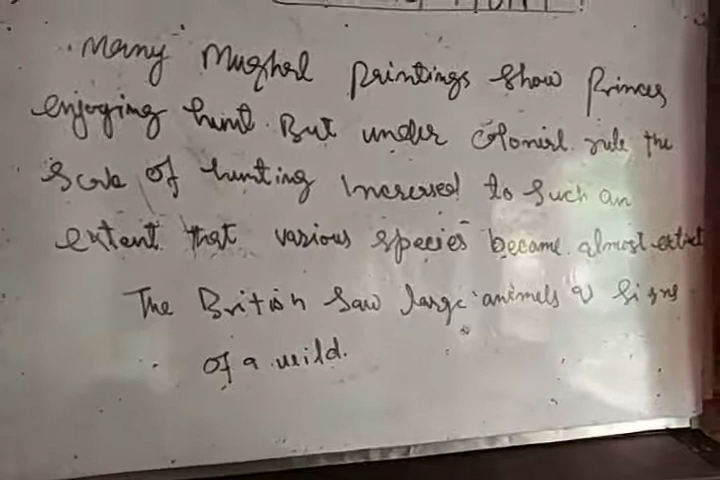 Many Mughal paintings show Princes
enjoying hunt. But under colonial rule the
scale of hunting increased to such an
extent that various species became almost extict
The British saw large animals as signs
of a wild.